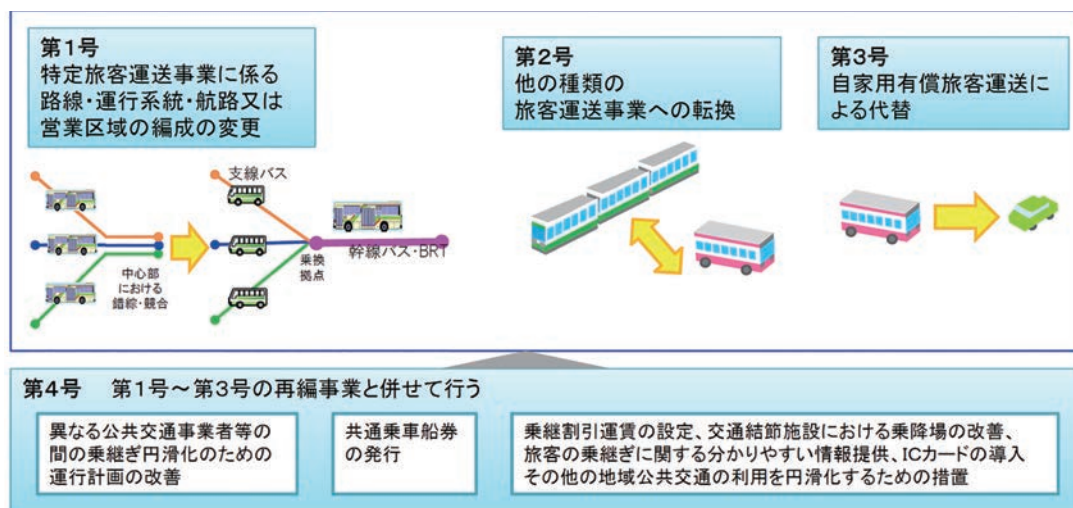 第1号
特定旅客運送事業に係る
路線・運行系統・航路又は
営業区域の編成の変更
支線バス
中心部
における
錯綜・競合
乗換
拠点
幹線バス・BRT
第2号
他の種類の
旅客運送事業への転換
第3号
自家用有償旅客運送に
よる代替
第4号 第1号～第3号の再編事業と併せて行う
異なる公共交通事業者等の
間の乗継ぎ円滑化のための
運行計画の改善
共通乗車船券
の発行
乗継割引運賃の設定、交通結節施設における乗降場の改善、
旅客の乗継ぎに関する分かりやすい情報提供、ICカードの導入
その他の地域公共交通の利用を円滑化するための措置